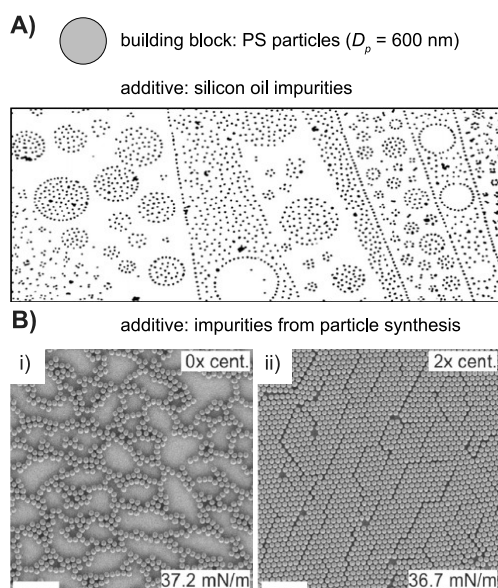 A)
building block: PS particles (Dp = 600 nm)
additive: silicon oil impurities
B)
additive: impurities from particle synthesis
i)
0x cent.
37.2 mN/m
ii)
2x cent.
36.7 mN/m